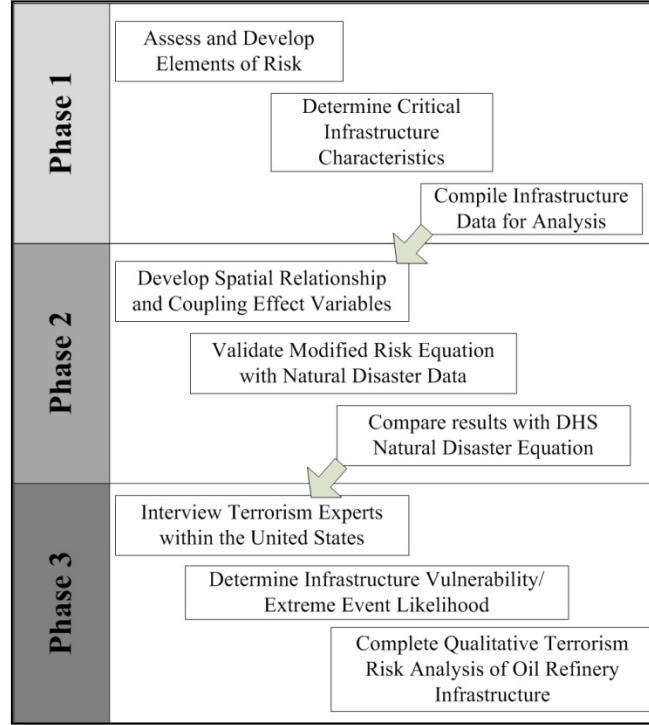 Phase 1
Assess and Develop
Elements of Risk
Determine Critical
Infrastructure
Characteristics
Compile Infrastructure
Data for Analysis
Phase 2
Develop Spatial Relationship
and Coupling Effect Variables
Validate Modified Risk Equation
with Natural Disaster Data
Compare results with DHS
Natural Disaster Equation
Phase 3
Interview Terrorism Experts
within the United States
Determine Infrastructure Vulnerability/
Extreme Event Likelihood
Complete Qualitative Terrorism
Risk Analysis of Oil Refinery
Infrastructure